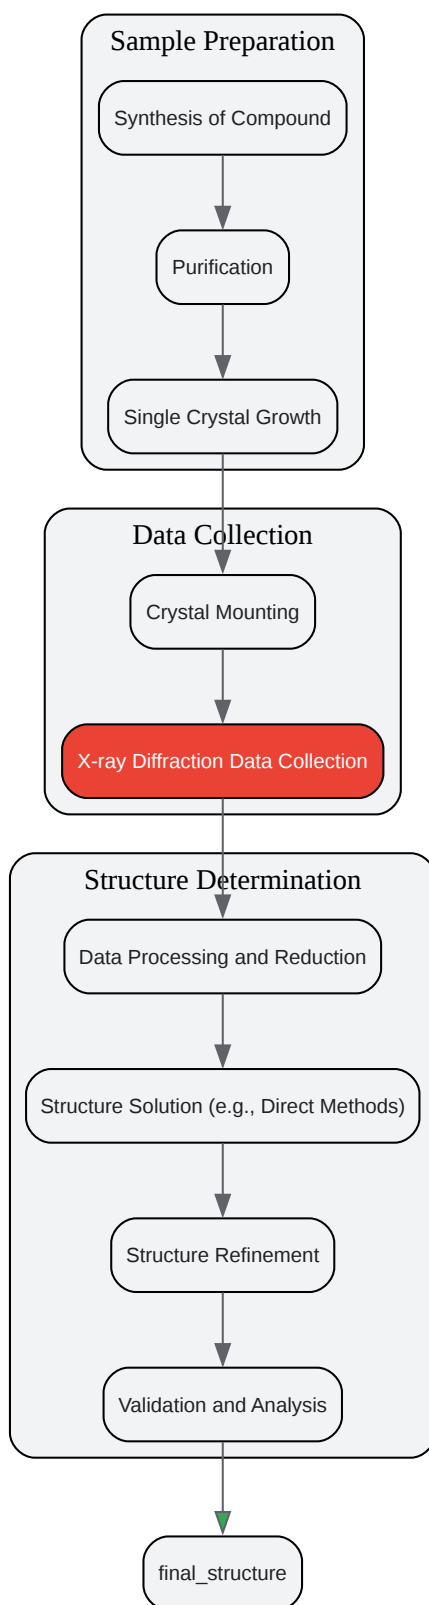 Sample Preparation
Synthesis of Compound
Purification
Single Crystal Growth
Data Collection
Crystal Mounting
X-ray Diffraction Data Collection
Structure Determination
Data Processing and Reduction
Structure Solution (e.g., Direct Methods)
Structure Refinement
Validation and Analysis
final_structure